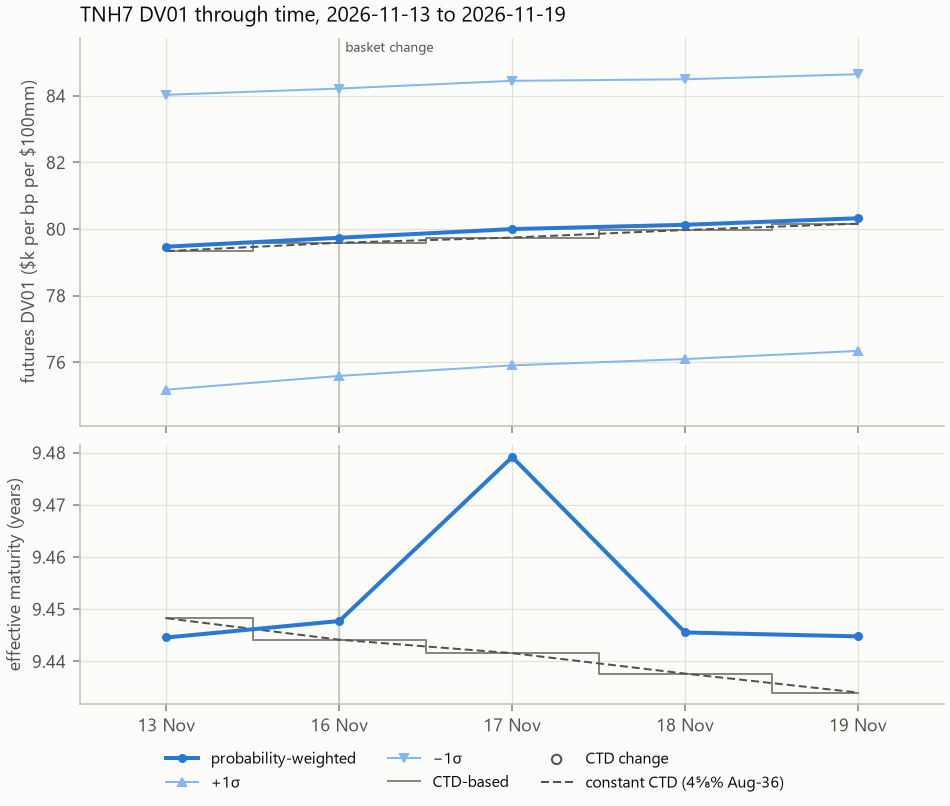 TNH7 DV01 through time, 2026-11-13 to 2026-11-19
basket change
futures DV01 ($k per bp per $100mm)
84
82
80
78
76
effective maturity (years)
9.48
9.47
9.46
9.45
9.44
13 Nov 16 Nov 17 Nov 18 Nov 19 Nov
probability-weighted −1σ CTD change
+1σ CTD-based constant CTD (4⅝% Aug-36)